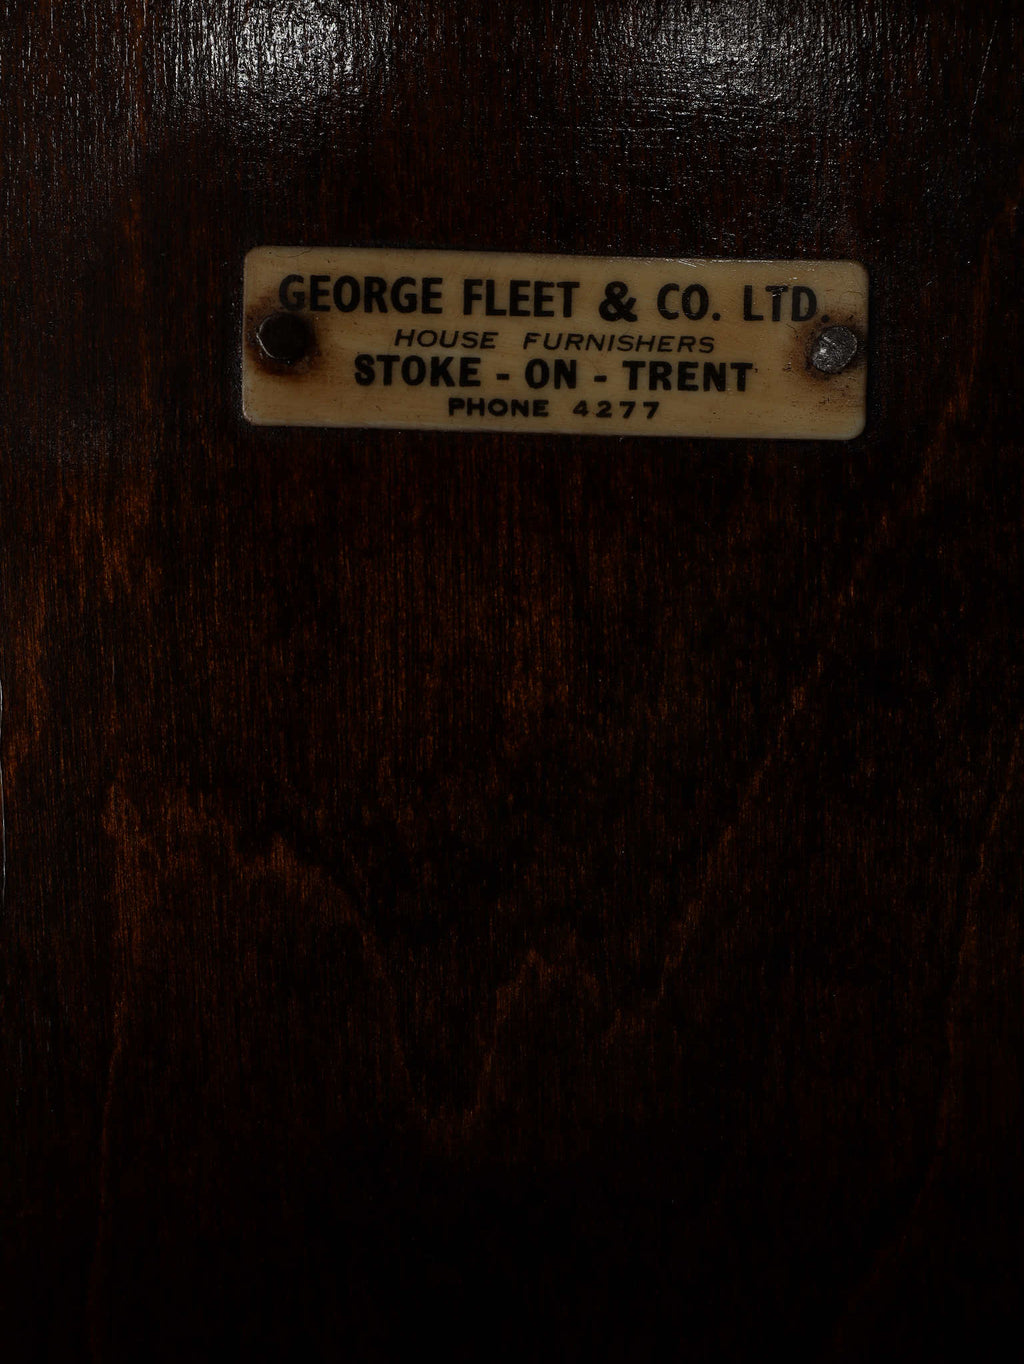 GEORGE FLEET & CO. LTD.
HOUSE FURNISHERS
STOKE - ON - TRENT
PHONE 4277